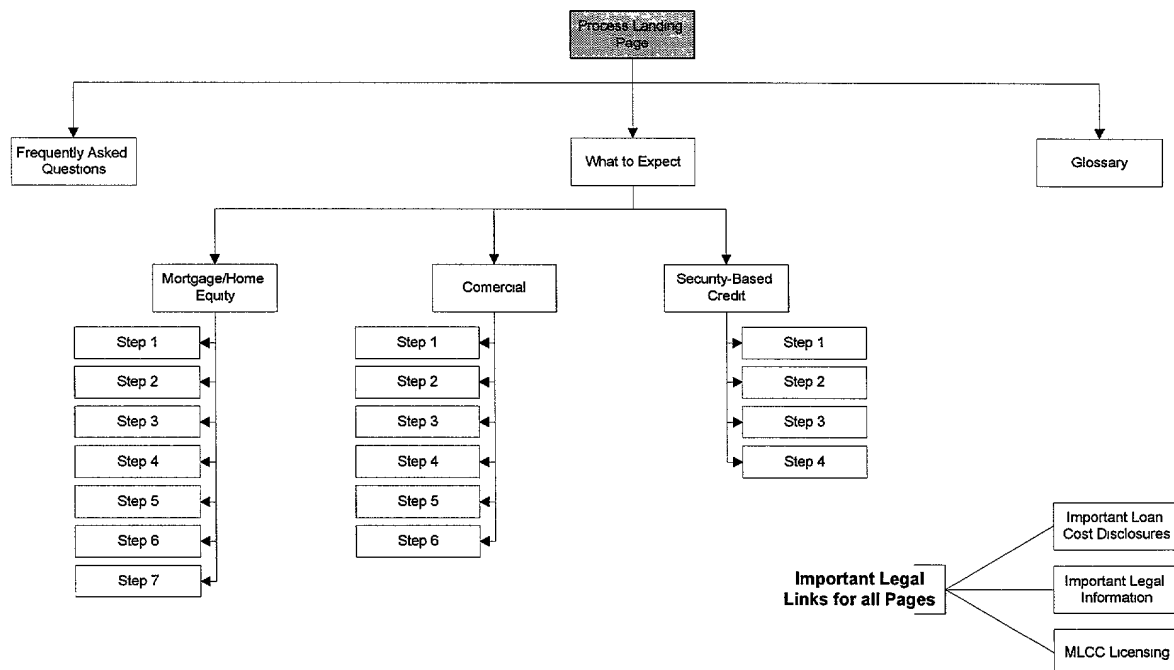 Process Landing
Page
Frequently Asked
Questions
What to Expect
Glossary
Mortgage/Home
Equity
Comercial
Security-Based
Credit
Step 1
Step 2
Step 3
Step 4
Step 5
Step 6
Step 7
Step 1
Step 2
Step 3
Step 4
Step 5
Step 6
Step 1
Step 2
Step 3
Step 4
Important Legal
Links for all Pages
Important Loan
Cost Disclosures
Important Legal
Information
MLCC Licensing